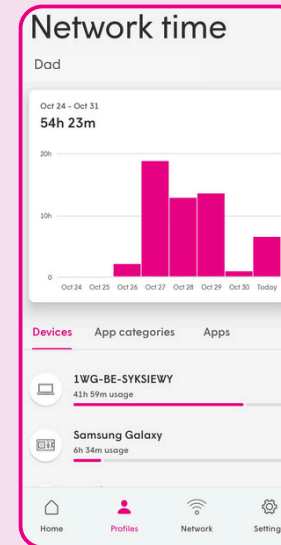 Network time
Dad
Oct 24 - Oct 31
54h 23m
20h
10h
0
Oct 24 Oct 25 Oct 26 Oct 27 Oct 28 Oct 29 Oct 30 Today
Devices App categories Apps
1WG-BE-SYKSIEWY
41h 59m usage
Samsung Galaxy
6h 34m usage
Home Profiles Network Setting